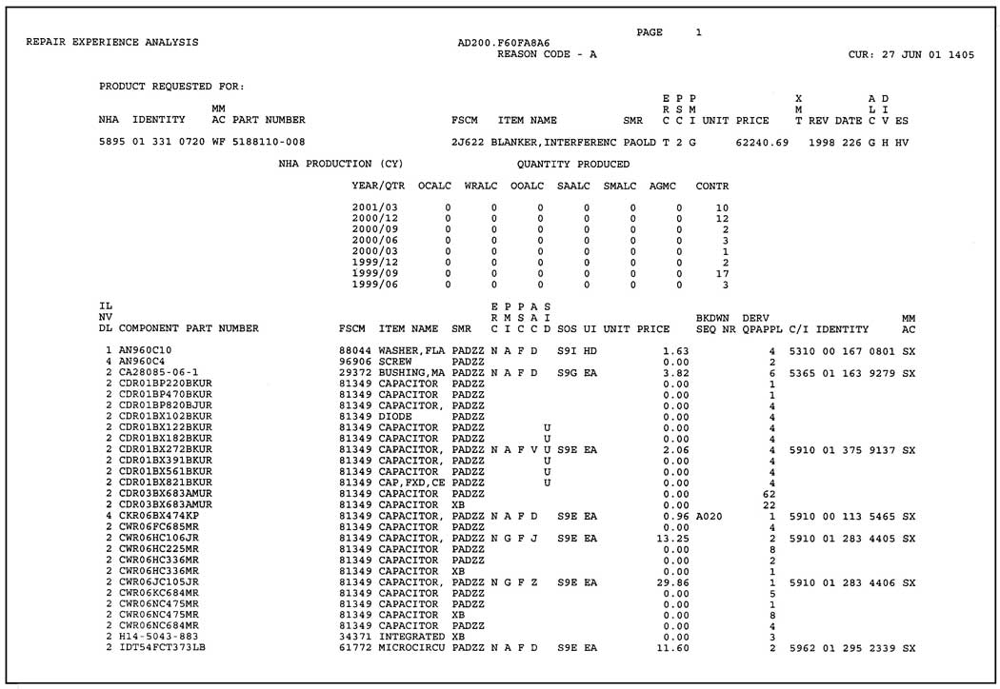 PAGE 1
REPAIR EXPERIENCE ANALYSIS AD200.F60FA8A6
REASON CODE - A CUR: 27 JUN 01 1405
PRODUCT REQUESTED FOR:
E P P X A D
MM R S M M L I
NHA IDENTITY AC PART NUMBER FSCM ITEM NAME SMR C C I UNIT PRICE T REV DATE C V ES
5895 01 331 0720 WF 5188110-008 2J622 BLANKER,INTERFERENC PAOLD T 2 G 62240.69 1998 226 G H HV
NHA PRODUCTION (CY) QUANTITY PRODUCED
YEAR/QTR OCALC WRALC OOALC SAALC SMALC AGMC CONTR
2001/03 0 0 0 0 0 0 10
2000/12 0 0 0 0 0 0 12
2000/09 0 0 0 0 0 0 2
2000/06 0 0 0 0 0 0 3
2000/03 0 0 0 0 0 0 1
1999/12 0 0 0 0 0 0 2
1999/09 0 0 0 0 0 0 17
1999/06 0 0 0 0 0 0 3
IL E P P A S
NV R M S A I BKDWN DERV MM
DL COMPONENT PART NUMBER FSCM ITEM NAME SMR C I C C D SOS UI UNIT PRICE SEQ NR QPAPPL C/I IDENTITY AC
1 AN960C10 88044 WASHER,FLA PADZZ N A F D S9I HD 1.63 4 5310 00 167 0801 SX
4 AN960C4 96906 SCREW PADZZ 0.00 2
2 CA28085-06-1 29372 BUSHING,MA PADZZ N A F D S9G EA 3.82 6 5365 01 163 9279 SX
2 CDR01BP220BKUR 81349 CAPACITOR PADZZ 0.00 1
2 CDR01BP470BKUR 81349 CAPACITOR PADZZ 0.00 1
2 CDR01BP820BJUR 81349 CAPACITOR, PADZZ 0.00 4
2 CDR01BX102BKUR 81349 DIODE PADZZ 0.00 4
2 CDR01BX122BKUR 81349 CAPACITOR PADZZ U 0.00 4
2 CDR01BX182BKUR 81349 CAPACITOR PADZZ U 0.00 4
2 CDR01BX272BKUR 81349 CAPACITOR, PADZZ N A F V U S9E EA 2.06 4 5910 01 375 9137 SX
2 CDR01BX391BKUR 81349 CAPACITOR, PADZZ U 0.00 4
2 CDR01BX561BKUR 81349 CAPACITOR PADZZ U 0.00 4
2 CDR01BX821BKUR 81349 CAP,FXD,CE PADZZ U 0.00 4
2 CDR03BX683AMUR 81349 CAPACITOR PADZZ 0.00 62
2 CDR03BX683AMUR 81349 CAPACITOR XB 0.00 22
4 CKR06BX474KP 81349 CAPACITOR, PADZZ N A F D S9E EA 0.96 A020 1 5910 00 113 5465 SX
2 CWR06FC685MR 81349 CAPACITOR PADZZ 0.00 4
2 CWR06HC106JR 81349 CAPACITOR, PADZZ N G F J S9E EA 13.25 2 5910 01 283 4405 SX
2 CWR06HC225MR 81349 CAPACITOR PADZZ 0.00 8
2 CWR06HC336MR 81349 CAPACITOR PADZZ 0.00 2
2 CWR06HC336MR 81349 CAPACITOR XB 0.00 1
2 CWR06JC105JR 81349 CAPACITOR, PADZZ N G F Z S9E EA 29.86 1 5910 01 283 4406 SX
2 CWR06KC684MR 81349 CAPACITOR PADZZ 0.00 5
2 CWR06NC475MR 81349 CAPACITOR PADZZ 0.00 1
2 CWR06NC475MR 81349 CAPACITOR XB 0.00 8
2 CWR06NC684MR 81349 CAPACITOR PADZZ 0.00 4
2 H14-5043-883 34371 INTEGRATED XB 0.00 3
2 IDT54FCT373LB 61772 MICROCIRCU PADZZ N A F D S9E EA 11.60 2 5962 01 295 2339 SX